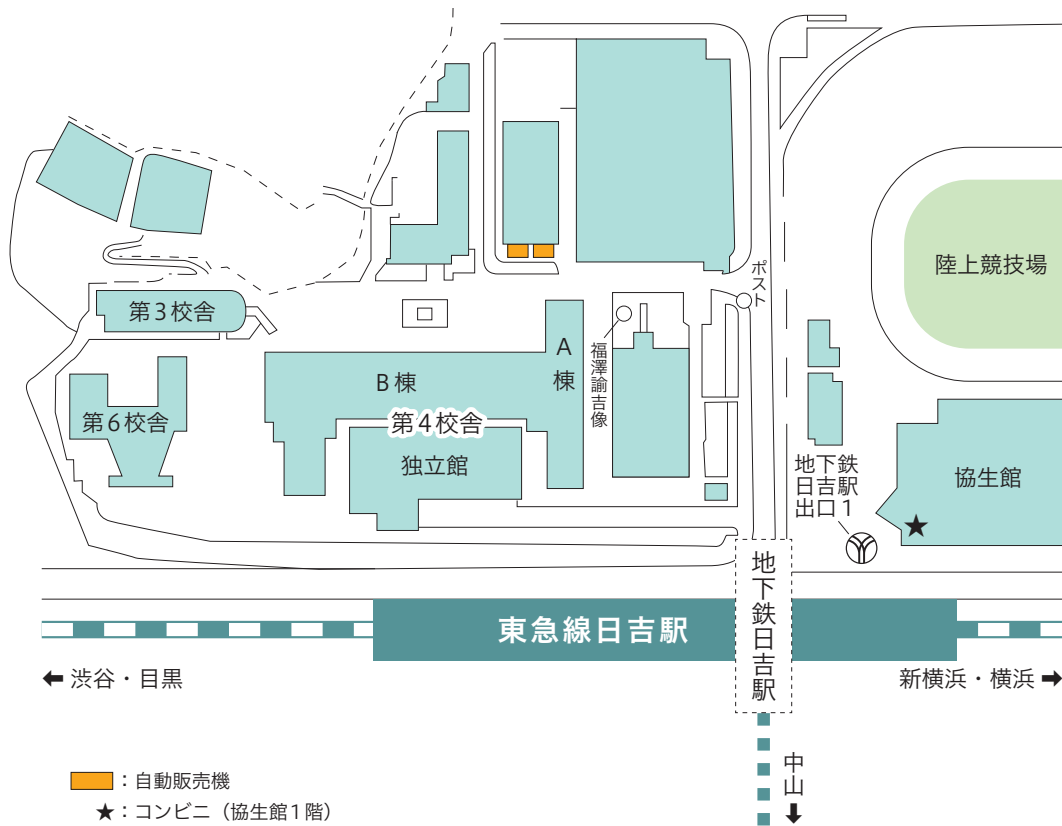 ポスト
陸上競技場
第3校舎
A
棟
福澤諭吉像
B棟
第6校舎
第4校舎
独立館
地下鉄
日吉駅
出口1
協生館
★
地下鉄日吉駅
東急線日吉駅
← 渋谷・目黒
新横浜・横浜 →
中山
↓
：自動販売機
★：コンビニ（協生館1階）